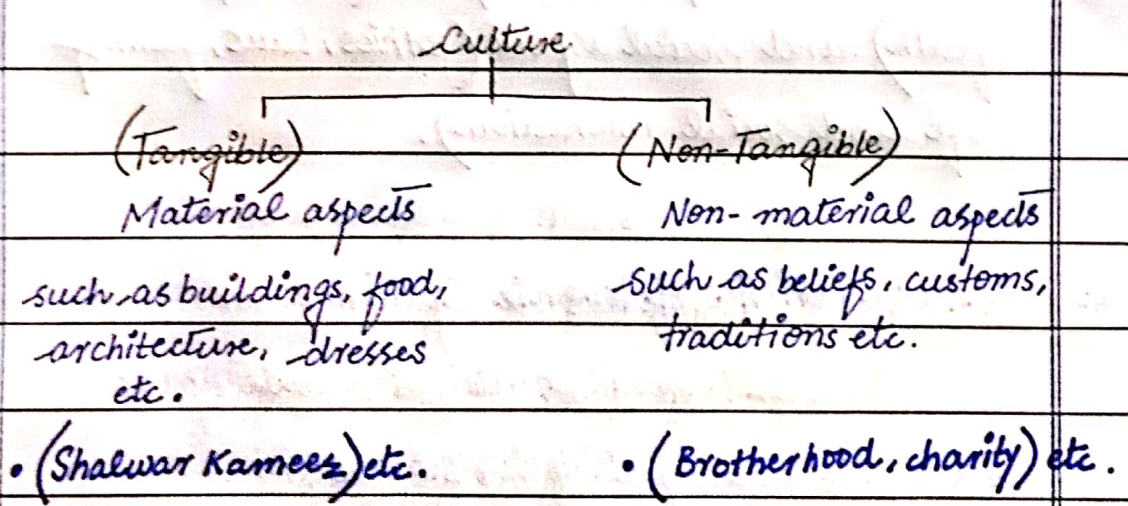 Culture
(Tangible)
(Non-Tangible)
Material aspects
Non-material aspects
such as buildings, food,
architecture, dresses
etc.
such as beliefs, customs,
traditions etc.
• (Shalwar Kameez) etc.
• (Brotherhood, charity) etc.